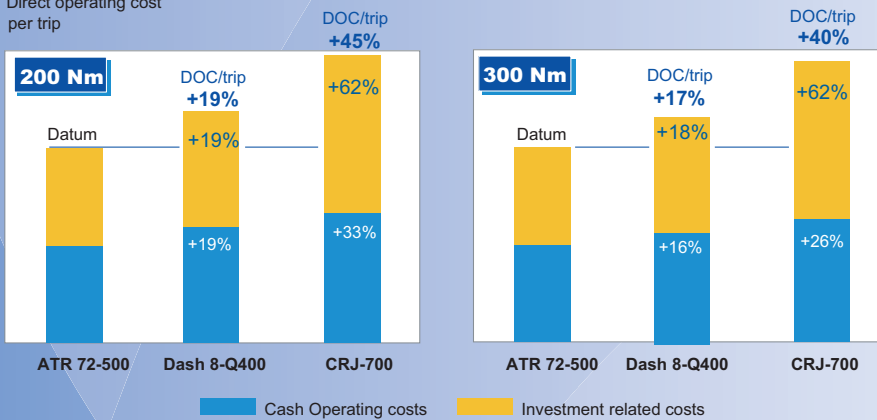 Direct operating cost
per trip
200 Nm
Datum
DOC/trip
+19%
+19%
+19%
DOC/trip
+45%
+62%
+33%
ATR 72-500
Dash 8-Q400
CRJ-700
300 Nm
Datum
DOC/trip
+17%
+18%
+16%
DOC/trip
+40%
+62%
+26%
ATR 72-500
Dash 8-Q400
CRJ-700
Cash Operating costs
Investment related costs